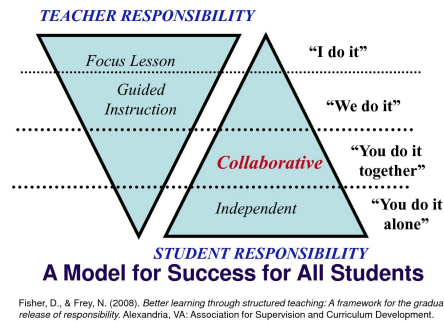 TEACHER RESPONSIBILITY
Focus Lesson
“I do it”
Guided
Instruction
“We do it”
Collaborative
“You do it
together”
Independent
“You do it
alone”
STUDENT RESPONSIBILITY
A Model for Success for All Students
Fisher, D., & Frey, N. (2008). Better learning through structured teaching: A framework for the gradua
release of responsibility. Alexandria, VA: Association for Supervision and Curriculum Development.